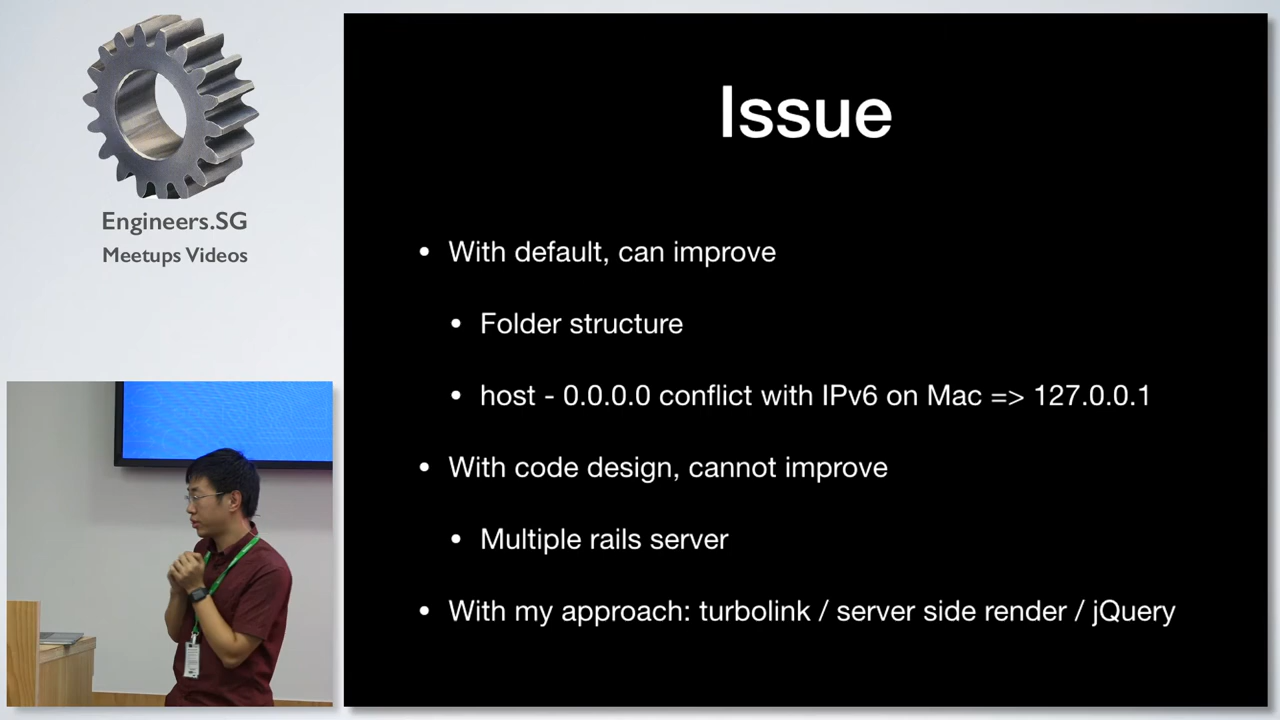 Engineers.SG
Meetups Videos
Issue
• With default, can improve
• Folder structure
• host - 0.0.0.0 conflict with IPv6 on Mac => 127.0.0.1
• With code design, cannot improve
• Multiple rails server
• With my approach: turbolink / server side render / jQuery